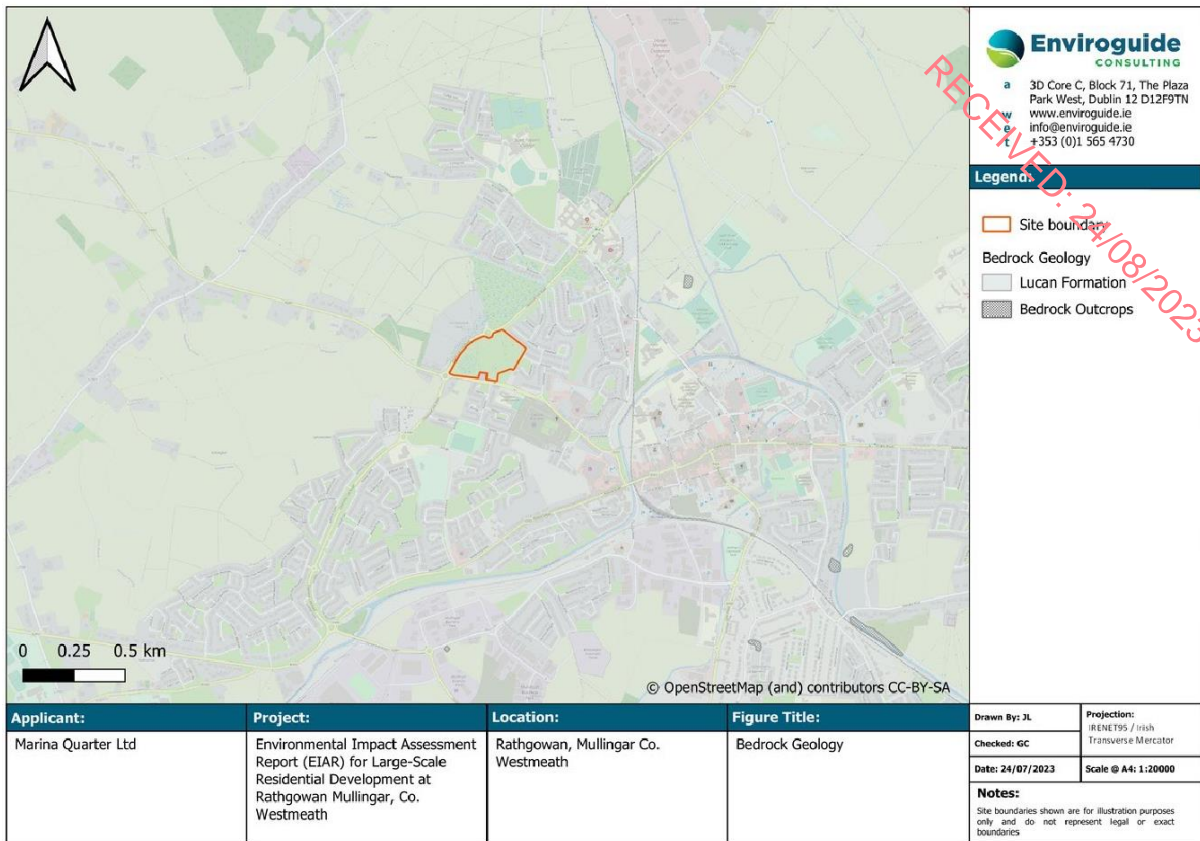 Enviroguide
CONSULTING
a 3D Core C, Block 71, The Plaza
Park West, Dublin 12 D12F9TN
w www.enviroguide.ie
e info@enviroguide.ie
t +353 (0)1 565 4730
RECEIVED: 24/08/2023
Legend:
Site boundary
Bedrock Geology
Lucan Formation
Bedrock Outcrops
0 0.25 0.5 km
© OpenStreetMap (and) contributors CC-BY-SA
Applicant:
Marina Quarter Ltd
Project:
Environmental Impact Assessment
Report (EIAR) for Large-Scale
Residential Development at
Rathgowan Mullingar, Co.
Westmeath
Location:
Rathgowan, Mullingar Co.
Westmeath
Figure Title:
Bedrock Geology
Drawn By: JL
Checked: GC
Date: 24/07/2023
Projection:
IRENET95 / Irish
Transverse Mercator
Scale @ A4: 1:20000
Notes:
Site boundaries shown are for illustration purposes
only and do not represent legal or exact
boundaries